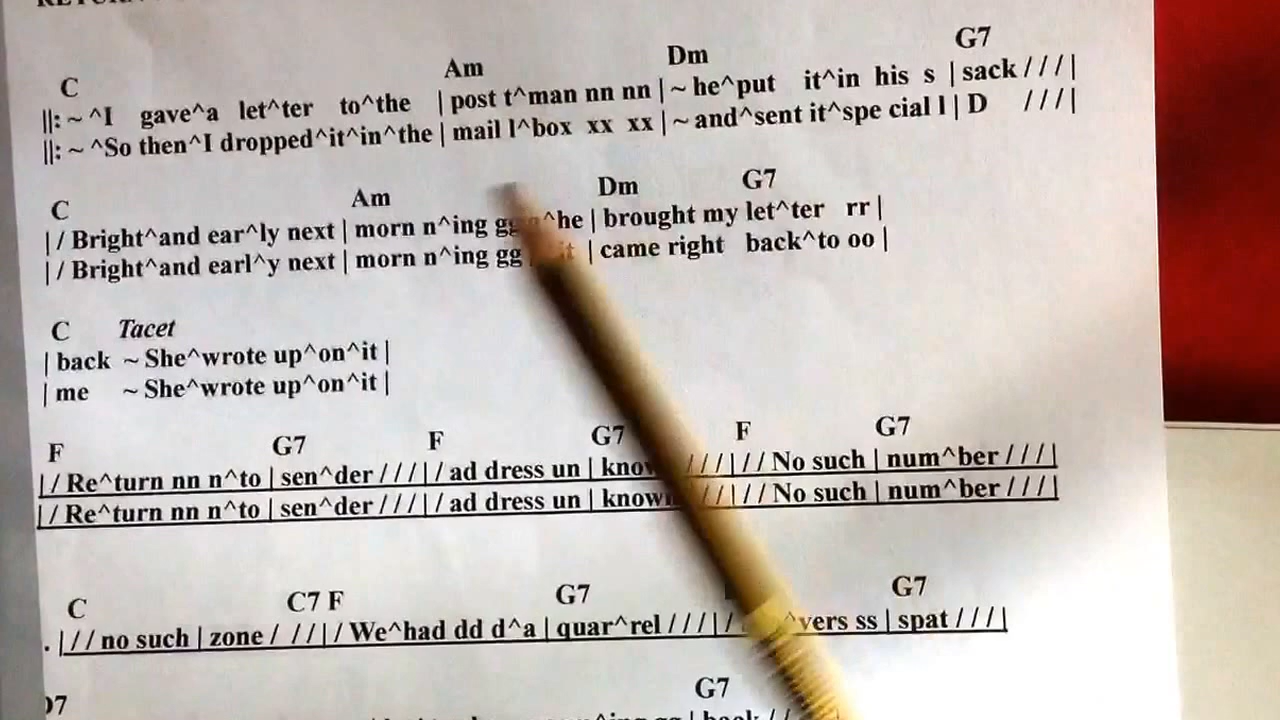 C Am Dm G7
||: ~ ^I gave^a let^ter to^the | post t^man nn nn | ~ he^put it^in his s | sack / / / |
||: ~ ^So then^I dropped^it^in^the | mail l^box xx xx | ~ and^sent it^spe cial l | D / / / |
C Am Dm G7
| / Bright^and ear^ly next | morn n^ing gg ^he | brought my let^ter rr |
| / Bright^and earl^y next | morn n^ing gg | came right back^to oo |
C Tacet
| back ~ She^wrote up^on^it |
| me ~ She^wrote up^on^it |
F G7 F G7 F G7
| / Re^turn nn n^to | sen^der / / / | / ad dress un | know / / / | / / No such | num^ber / / / |
| / Re^turn nn n^to | sen^der / / / | / ad dress un | known / / | / / No such | num^ber / / / |
C C7 F G7 G7
. | / / no such | zone / / / | / We^had dd d^a | quar^rel / / / | / ^vers ss | spat / / / |
G7